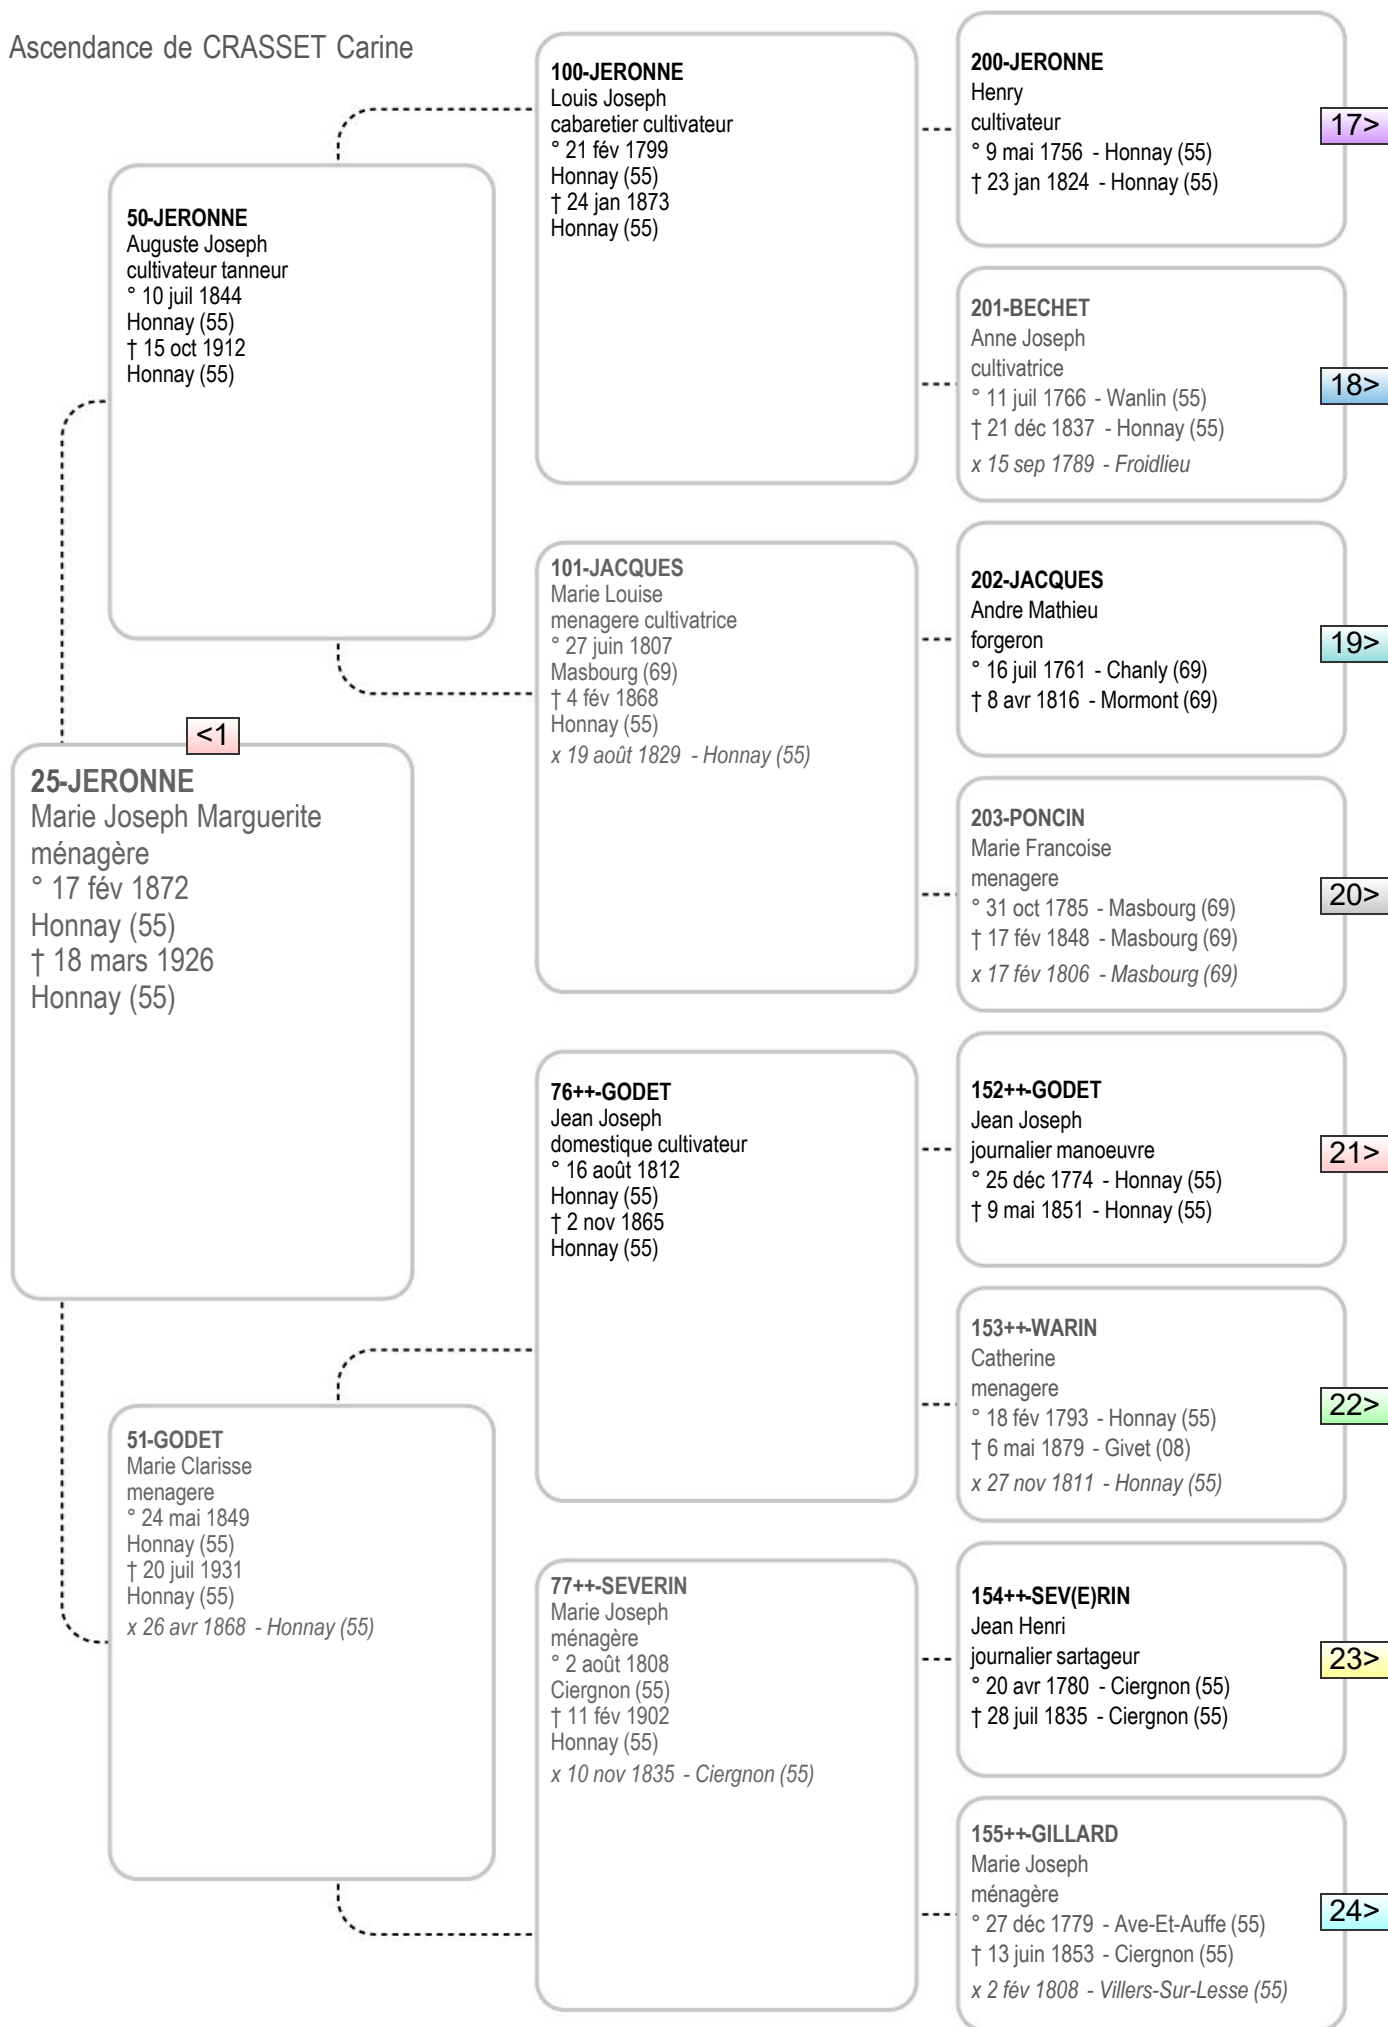 Ascendance de CRASSET Carine
50-JERONNE
Auguste Joseph
cultivateur tanneur
° 10 juil 1844
Honnay (55)
† 15 oct 1912
Honnay (55)
<1
25-JERONNE
Marie Joseph Marguerite
ménagère
° 17 fév 1872
Honnay (55)
† 18 mars 1926
Honnay (55)
51-GODET
Marie Clarisse
menagere
° 24 mai 1849
Honnay (55)
† 20 juil 1931
Honnay (55)
x 26 avr 1868 - Honnay (55)
100-JERONNE
Louis Joseph
cabaretier cultivateur
° 21 fév 1799
Honnay (55)
† 24 jan 1873
Honnay (55)
101-JACQUES
Marie Louise
menagere cultivatrice
° 27 juin 1807
Masbourg (69)
† 4 fév 1868
Honnay (55)
x 19 août 1829 - Honnay (55)
76++-GODET
Jean Joseph
domestique cultivateur
° 16 août 1812
Honnay (55)
† 2 nov 1865
Honnay (55)
77++-SEVERIN
Marie Joseph
ménagère
° 2 août 1808
Ciergnon (55)
† 11 fév 1902
Honnay (55)
x 10 nov 1835 - Ciergnon (55)
200-JERONNE
Henry
cultivateur
° 9 mai 1756 - Honnay (55)
† 23 jan 1824 - Honnay (55)
17>
201-BECHET
Anne Joseph
cultivatrice
° 11 juil 1766 - Wanlin (55)
† 21 déc 1837 - Honnay (55)
x 15 sep 1789 - Froidlieu
18>
202-JACQUES
Andre Mathieu
forgeron
° 16 juil 1761 - Chanly (69)
† 8 avr 1816 - Mormont (69)
19>
203-PONCIN
Marie Francoise
menagere
° 31 oct 1785 - Masbourg (69)
† 17 fév 1848 - Masbourg (69)
x 17 fév 1806 - Masbourg (69)
20>
152++-GODET
Jean Joseph
journalier manoeuvre
° 25 déc 1774 - Honnay (55)
† 9 mai 1851 - Honnay (55)
21>
153++-WARIN
Catherine
menagere
° 18 fév 1793 - Honnay (55)
† 6 mai 1879 - Givet (08)
x 27 nov 1811 - Honnay (55)
22>
154++-SEV(E)RIN
Jean Henri
journalier sartageur
° 20 avr 1780 - Ciergnon (55)
† 28 juil 1835 - Ciergnon (55)
23>
155++-GILLARD
Marie Joseph
ménagère
° 27 déc 1779 - Ave-Et-Auffe (55)
† 13 juin 1853 - Ciergnon (55)
x 2 fév 1808 - Villers-Sur-Lesse (55)
24>